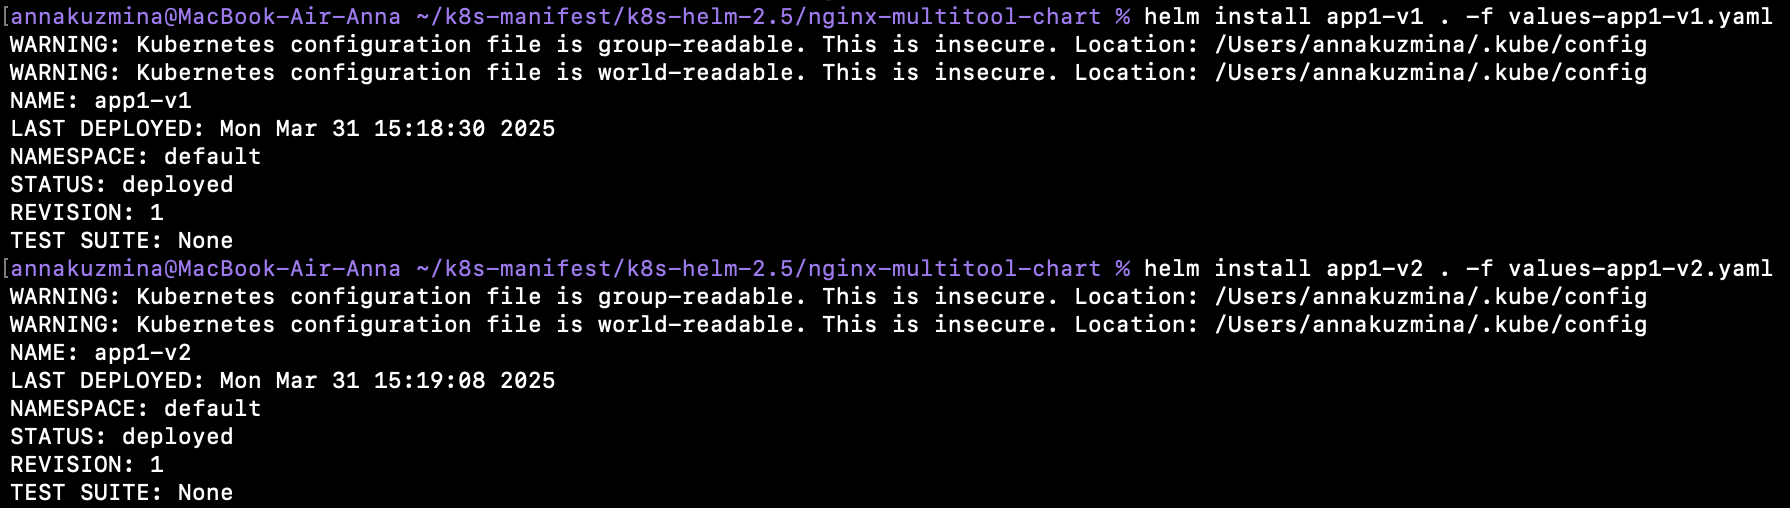 [annakuzmina@MacBook-Air-Anna ~/k8s-manifest/k8s-helm-2.5/nginx-multitool-chart % helm install app1-v1 . -f values-app1-v1.yaml
WARNING: Kubernetes configuration file is group-readable. This is insecure. Location: /Users/annakuzmina/.kube/config
WARNING: Kubernetes configuration file is world-readable. This is insecure. Location: /Users/annakuzmina/.kube/config
NAME: app1-v1
LAST DEPLOYED: Mon Mar 31 15:18:30 2025
NAMESPACE: default
STATUS: deployed
REVISION: 1
TEST SUITE: None
[annakuzmina@MacBook-Air-Anna ~/k8s-manifest/k8s-helm-2.5/nginx-multitool-chart % helm install app1-v2 . -f values-app1-v2.yaml
WARNING: Kubernetes configuration file is group-readable. This is insecure. Location: /Users/annakuzmina/.kube/config
WARNING: Kubernetes configuration file is world-readable. This is insecure. Location: /Users/annakuzmina/.kube/config
NAME: app1-v2
LAST DEPLOYED: Mon Mar 31 15:19:08 2025
NAMESPACE: default
STATUS: deployed
REVISION: 1
TEST SUITE: None